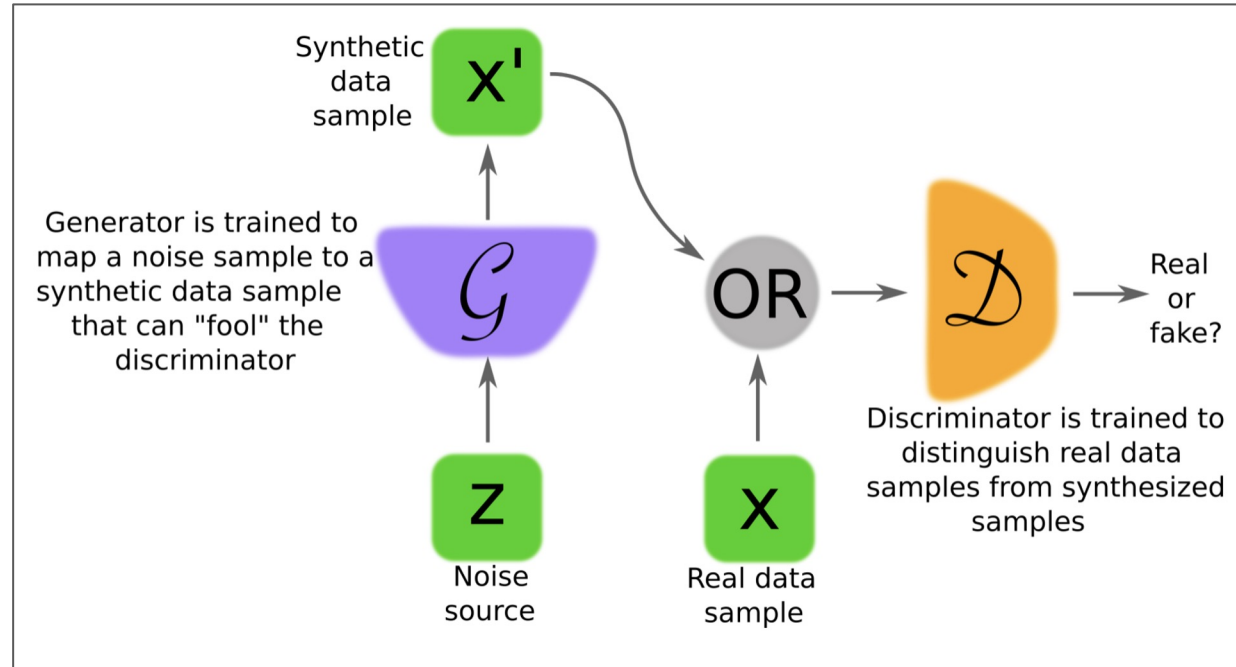 Synthetic
data
sample
x'
Generator is trained to
map a noise sample to a
synthetic data sample
that can "fool" the
discriminator
G
z
Noise
source
OR
x
Real data
sample
D
Real
or
fake?
Discriminator is trained to
distinguish real data
samples from synthesized
samples